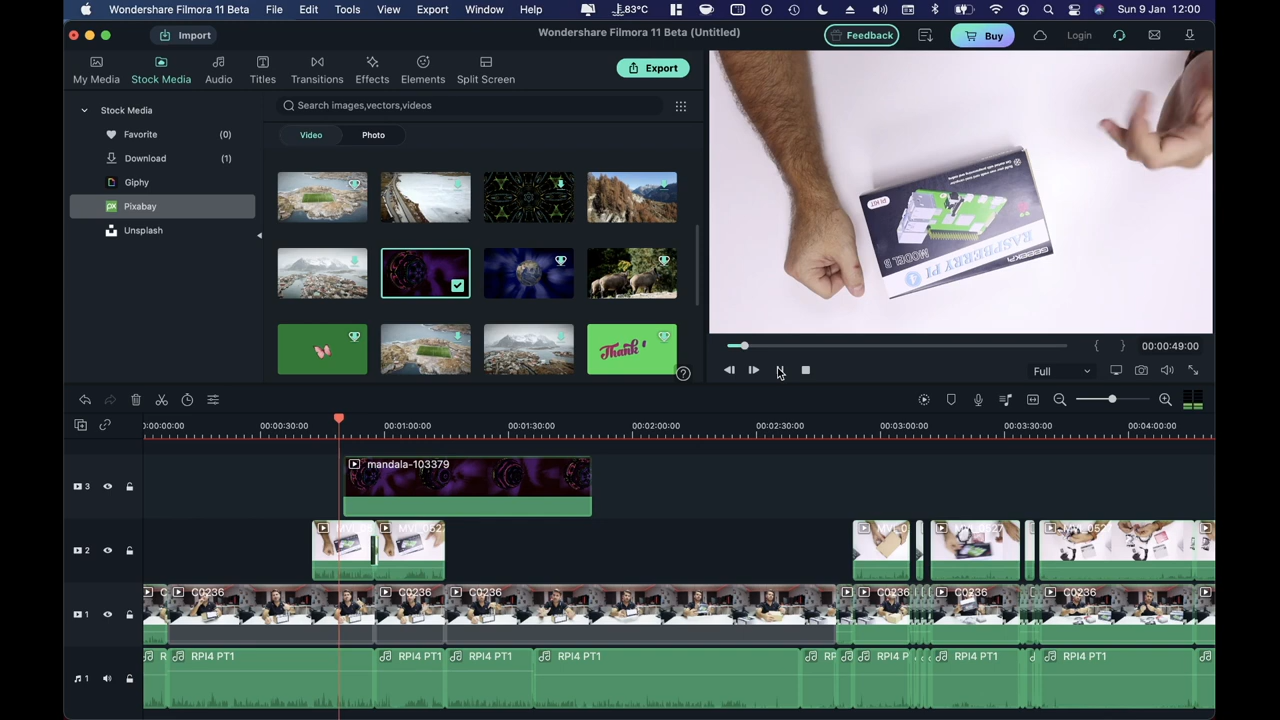 Wondershare Filmora 11 Beta File Edit Tools View Export Window Help 83°C Sun 9 Jan 12:00
Import Wondershare Filmora 11 Beta (Untitled) Feedback Buy Login
My Media Stock Media Audio Titles Transitions Effects Elements Split Screen Export
Stock Media
Favorite (0)
Download (1)
Giphy
px Pixabay
Unsplash
Search images,vectors,videos
Video Photo
Thank
GEEEKPI
RASPBERRY PI 4
MODEL B
00:00:49:00
Full
00:00:00 00:00:30:00 00:01:00:00 00:01:30:00 00:02:00:00 00:02:30:00 00:03:00:00 00:03:30:00 00:04:00:00
3 mandala-103379
2
1 C C0236 C0236 C0236 C0236 C0236 C0236
1 R RPI4 PT1 RPI4 PT1 RPI4 PT1 RPI4 PT1 RP RPI4 P RPI4 PT1 RPI4 PT1